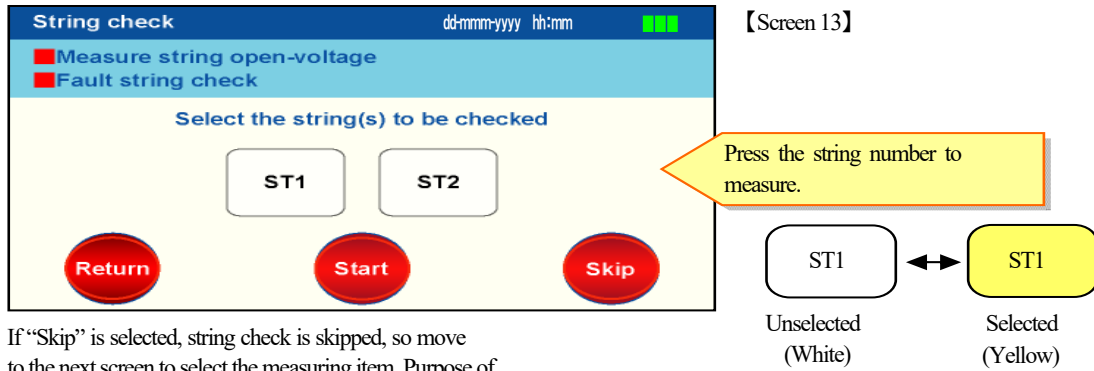 String check dd-mmm-yyyy hh:mm
【Screen 13】
Measure string open-voltage
Fault string check
Select the string(s) to be checked
Press the string number to
measure.
ST1 ST2
Return Start Skip
ST1 ST1
Unselected Selected
(White) (Yellow)
If “Skip” is selected, string check is skipped, so move
to the next screen to select the measuring item. Purpose of